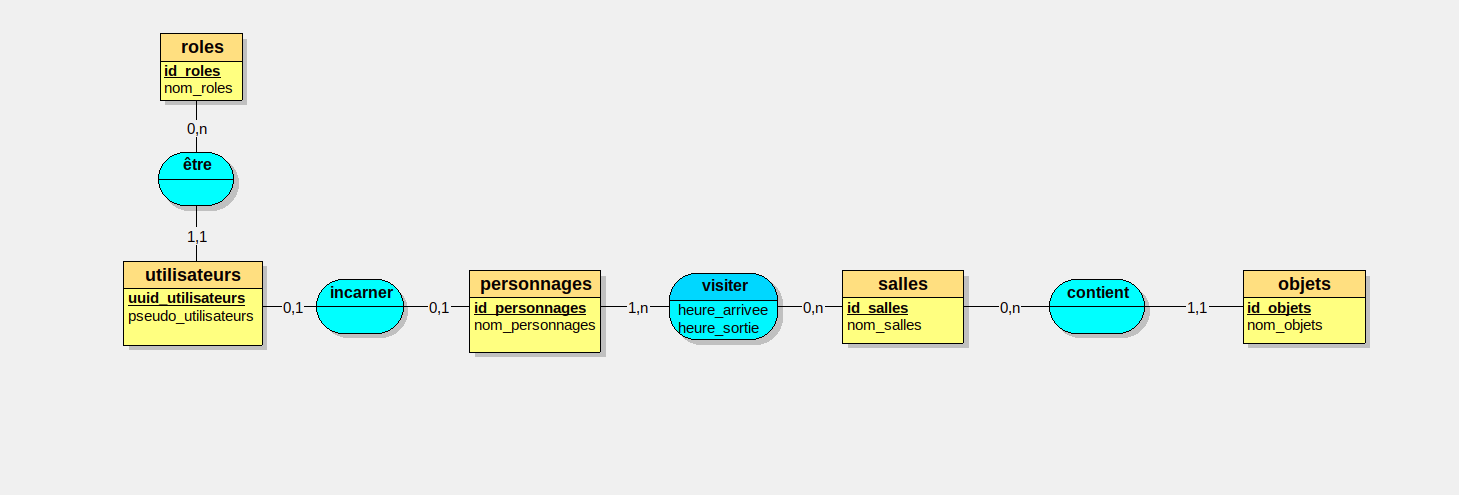 roles
id_roles
nom_roles
0,n
être
1,1
utilisateurs
uuid_utilisateurs
pseudo_utilisateurs
0,1
incarner
0,1
personnages
id_personnages
nom_personnages
1,n
visiter
heure_arrivee
heure_sortie
0,n
salles
id_salles
nom_salles
0,n
contient
1,1
objets
id_objets
nom_objets